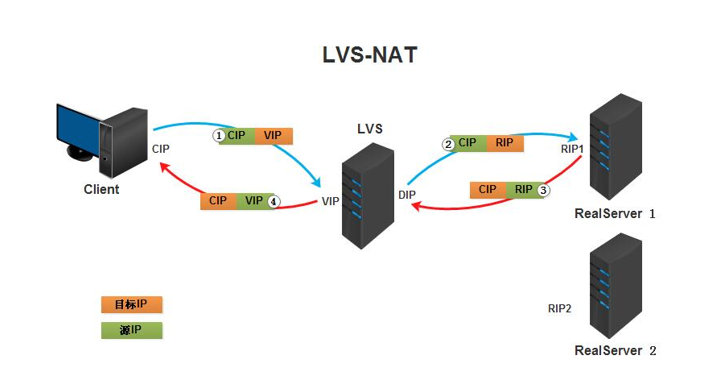 LVS-NAT
LVS
① CIP VIP
② CIP RIP
CIP
RIP1
Client
CIP RIP ③
DIP
CIP VIP ④
VIP
RealServer 1
目标IP
源IP
RIP2
RealServer 2